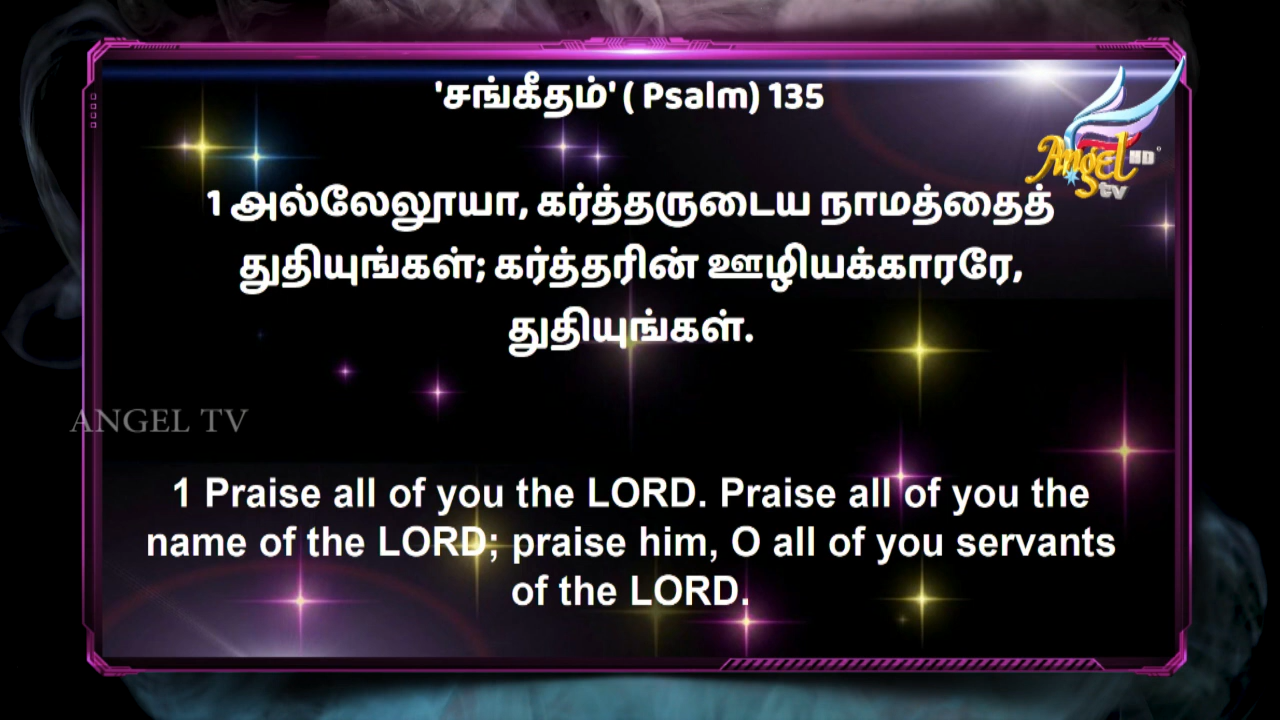 'சங்கீதம்' ( Psalm) 135
Angel HD
tv
1 அல்லேலூயா, கர்த்தருடைய நாமத்தைத்
துதியுங்கள்; கர்த்தரின் ஊழியக்காரரே,
துதியுங்கள்.
ANGEL TV
1 Praise all of you the LORD. Praise all of you the
name of the LORD; praise him, O all of you servants
of the LORD.